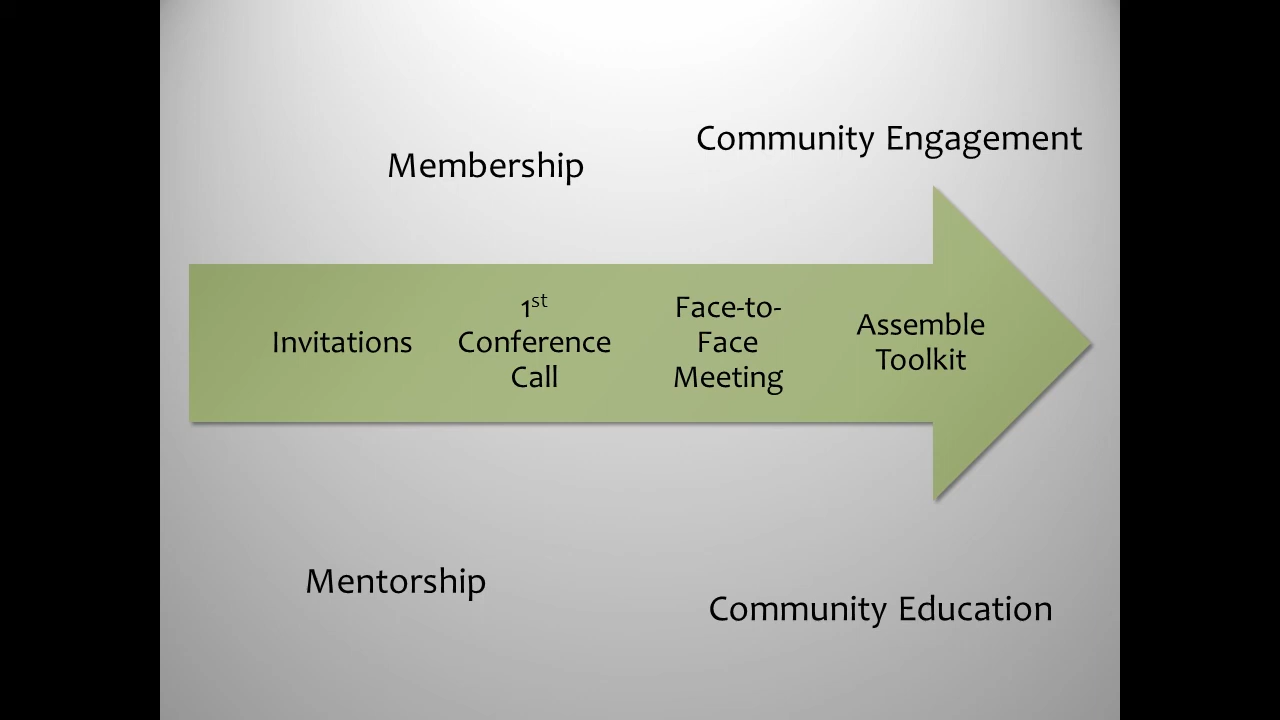 Community Engagement
Membership
Invitations
1st
Conference
Call
Face-to-
Face
Meeting
Assemble
Toolkit
Mentorship
Community Education